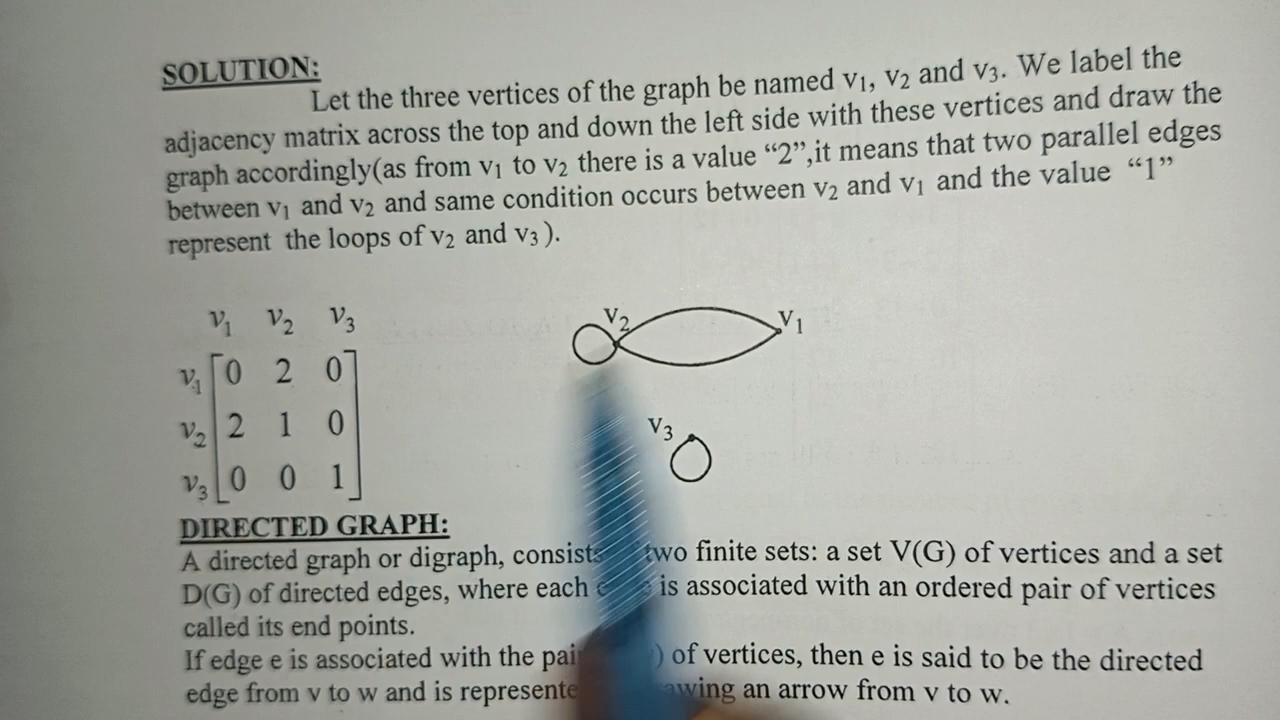 SOLUTION:
Let the three vertices of the graph be named v1, v2 and v3. We label the
adjacency matrix across the top and down the left side with these vertices and draw the
graph accordingly(as from v1 to v2 there is a value “2”,it means that two parallel edges
between v1 and v2 and same condition occurs between v2 and v1 and the value “1”
represent the loops of v2 and v3 ).
v1 v2 v3
v1 0 2 0
v2 2 1 0
v3 0 0 1
V2
V1
V3
DIRECTED GRAPH:
A directed graph or digraph, consists two finite sets: a set V(G) of vertices and a set
D(G) of directed edges, where each is associated with an ordered pair of vertices
called its end points.
If edge e is associated with the ) of vertices, then e is said to be the directed
edge from v to w and is an arrow from v to w.